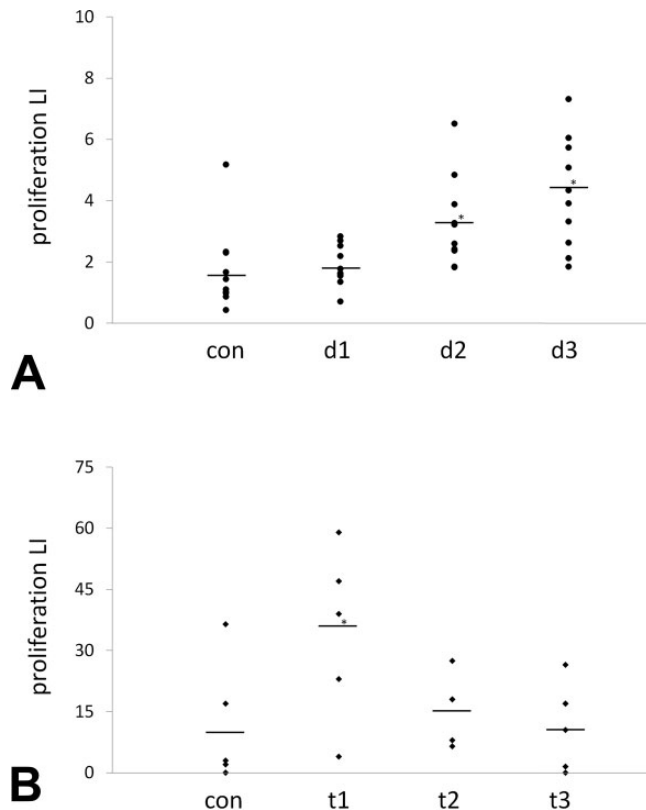 10
8
6
4
2
0
proliferation LI
*
*
con d1 d2 d3
A
75
60
45
30
15
0
proliferation LI
*
con t1 t2 t3
B